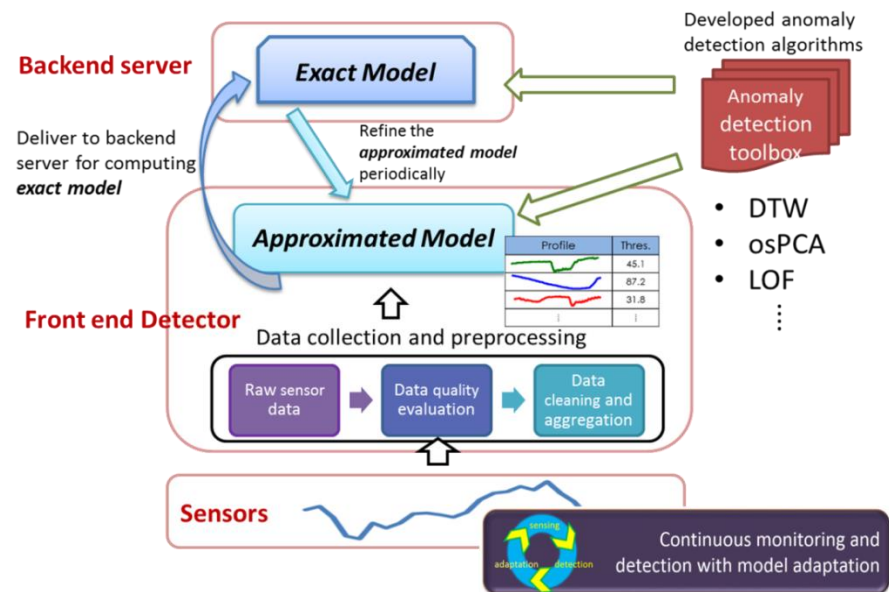 Developed anomaly
detection algorithms
Backend server
Exact Model
Anomaly
detection
toolbox
Deliver to backend
server for computing
exact model
Refine the
approximated model
periodically
• DTW
• osPCA
• LOF
⋮
Approximated Model
Profile Thres.
45.1
87.2
31.8
Front end Detector
Data collection and preprocessing
Raw sensor
data
Data quality
evaluation
Data
cleaning and
aggregation
Sensors
sensing
adaptation
detection
Continuous monitoring and
detection with model adaptation